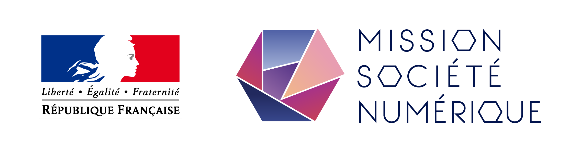 Liberté • Égalité • Fraternité
RÉPUBLIQUE FRANÇAISE
MISSION
SOCIÉTÉ
NUMÉRIQUE